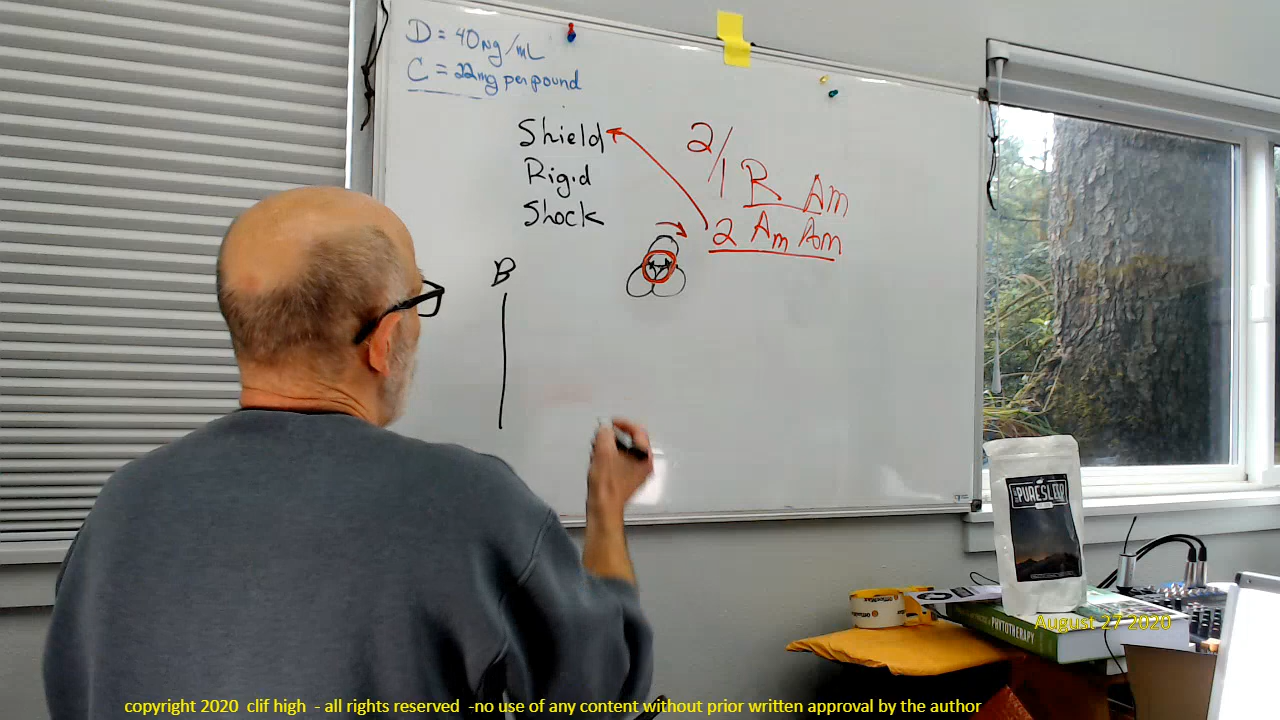 D = 40ng/mL
C = 22mg per pound
Shield
Rigid
Shock
2/1 R Am
2 Am Am
B
PURESLEEP
PHYTOTHERAPY
August 27 2020
copyright 2020 clif high - all rights reserved -no use of any content without prior written approval by the author